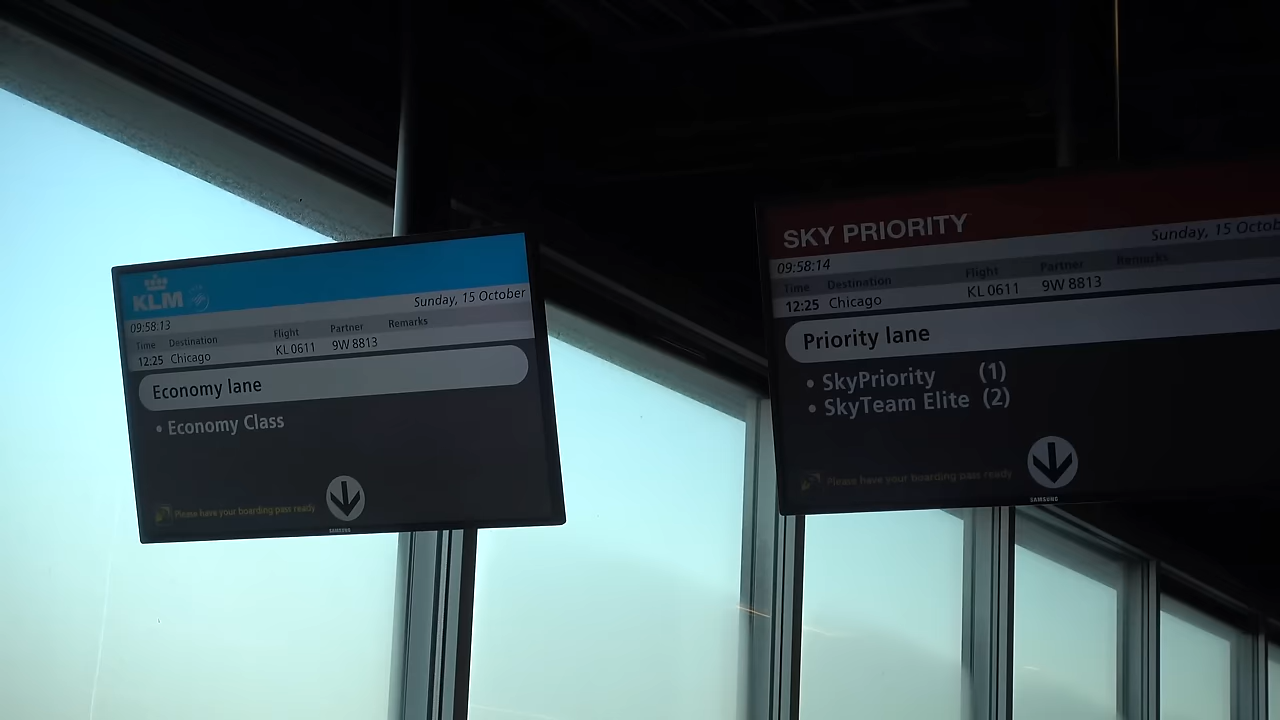 KLM
Sunday, 15 October
09:58:13
Time Destination Flight Partner Remarks
12:25 Chicago KL 0611 9W 8813
Economy lane
• Economy Class
Please have your boarding pass ready
SAMSUNG
SKY PRIORITY
Sunday, 15 Octob
09:58:14
Time Destination Flight Partner Remarks
12:25 Chicago KL 0611 9W 8813
Priority lane
• SkyPriority (1)
• SkyTeam Elite (2)
Please have your boarding pass ready
SAMSUNG